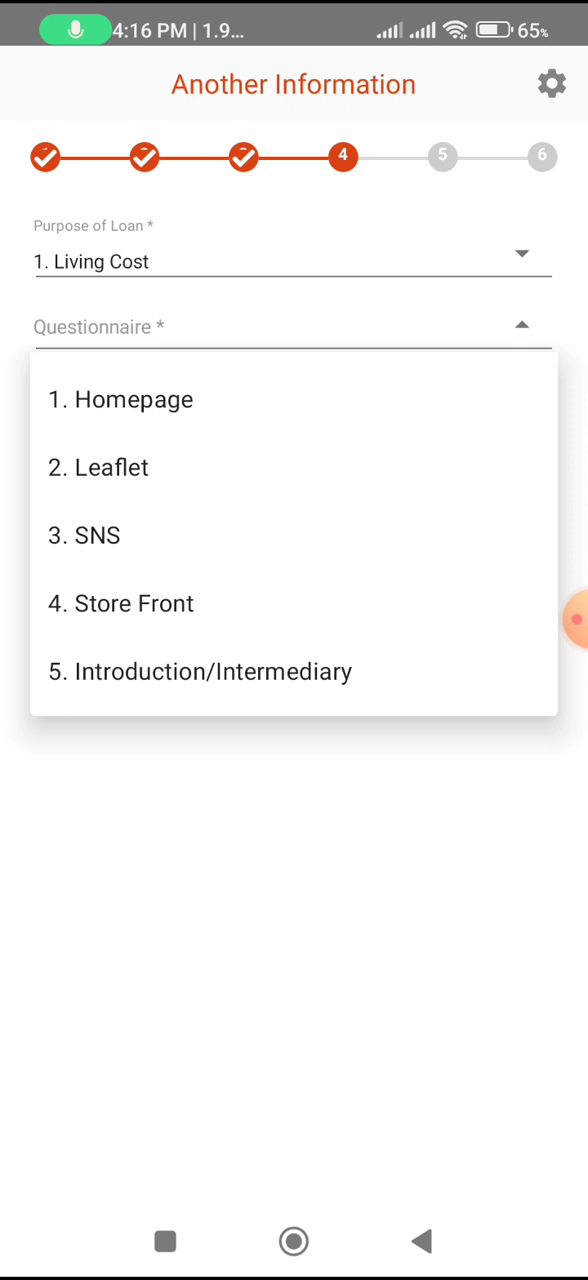 4:16 PM | 1.9... 65%
Another Information
4 5 6
Purpose of Loan *
1. Living Cost
Questionnaire *
1. Homepage
2. Leaflet
3. SNS
4. Store Front
5. Introduction/Intermediary